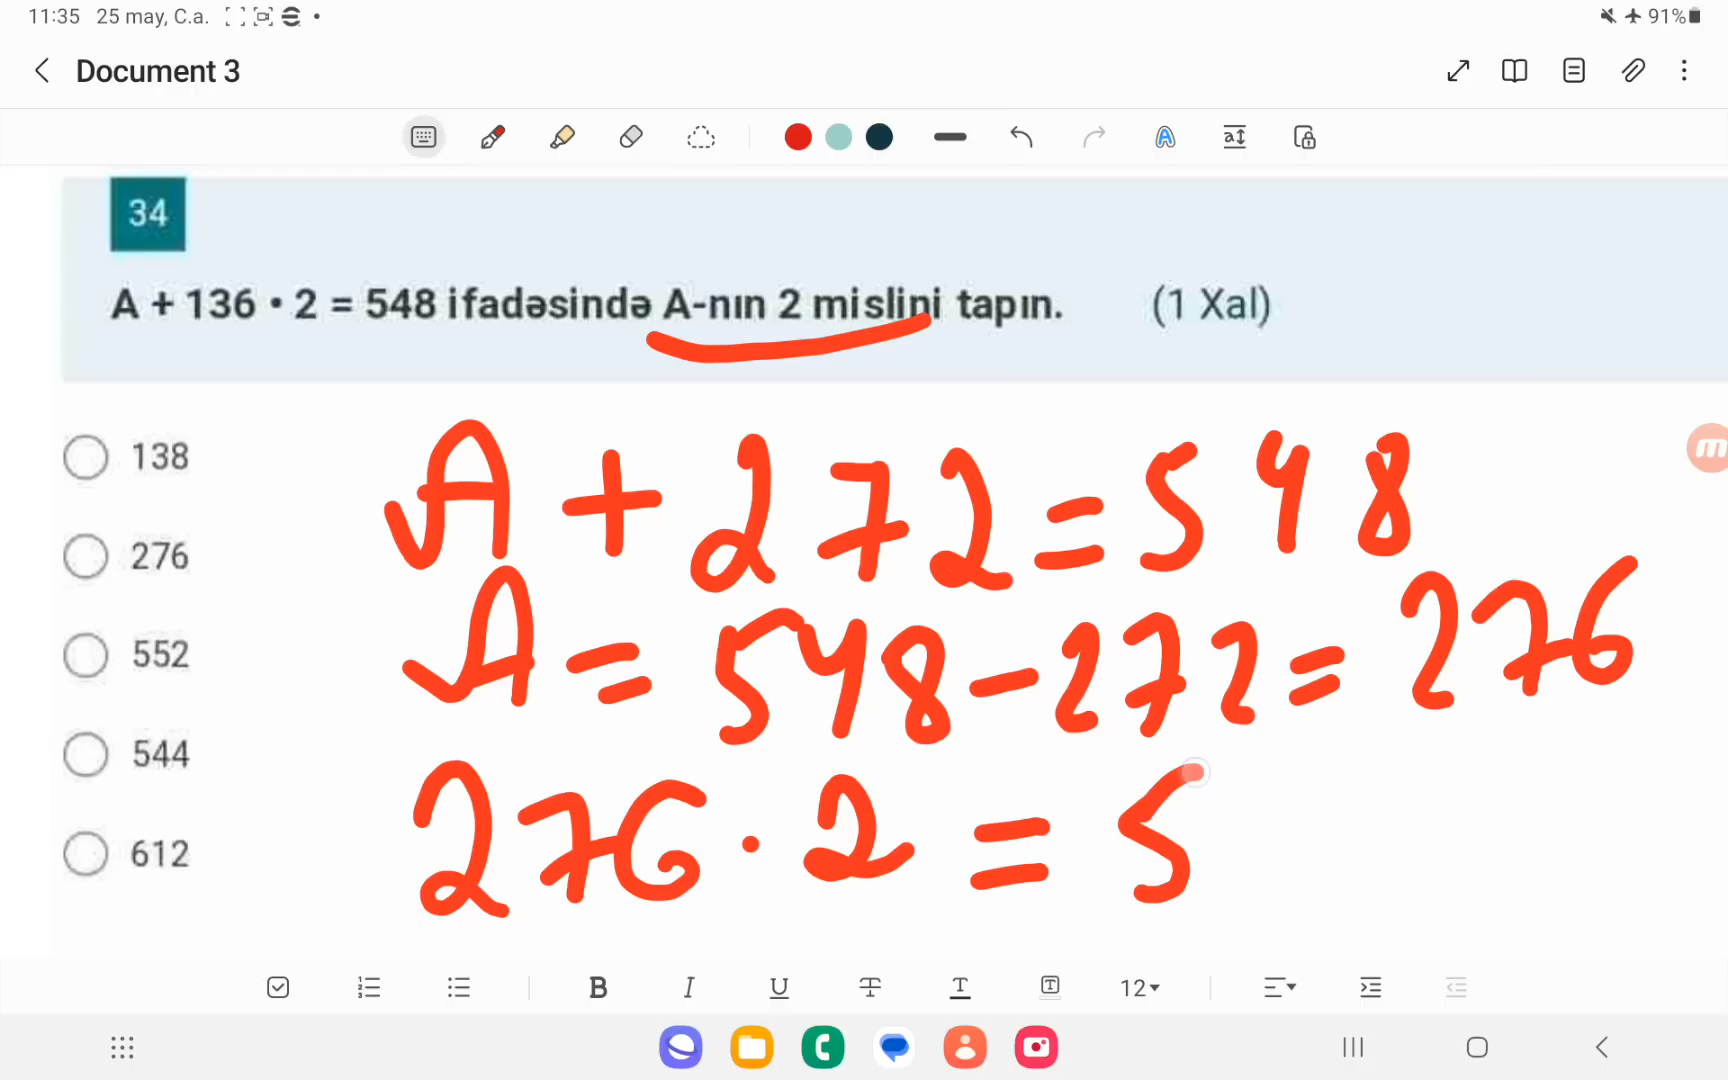 11:35 25 may, C.a.
91%
Document 3
34
A + 136 • 2 = 548 ifadəsində A-nın 2 mislini tapın. (1 Xal)
138
276
552
544
612
A + 272 = 548
A = 548 - 272 = 276
276 · 2 = 5
B I U T T T 12